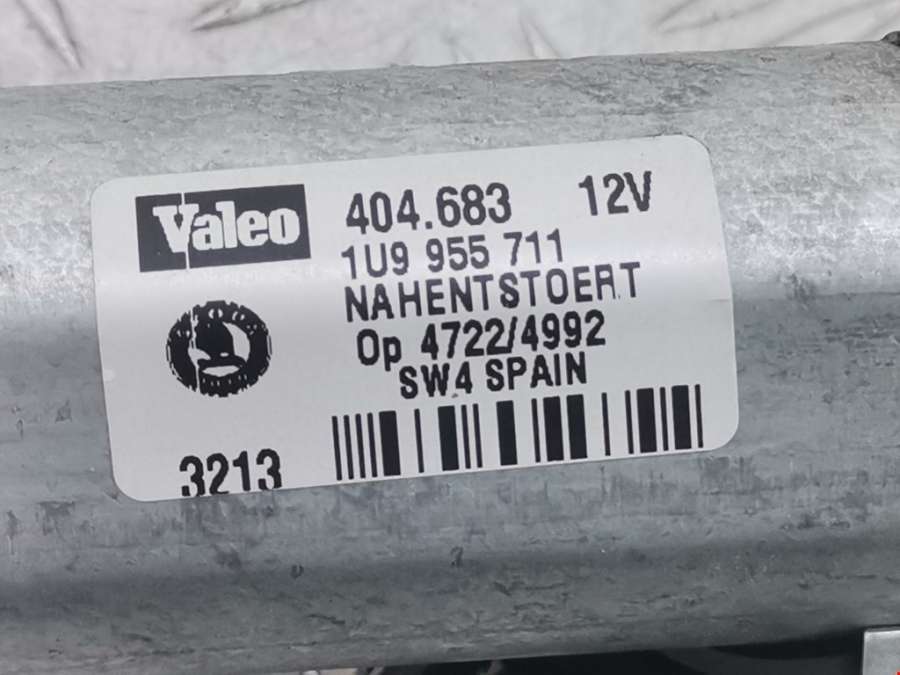 Valeo 404.683 12V
1U9 955 711
NAHENTSTOERT
Op 4722/4992
SW4 SPAIN
3213